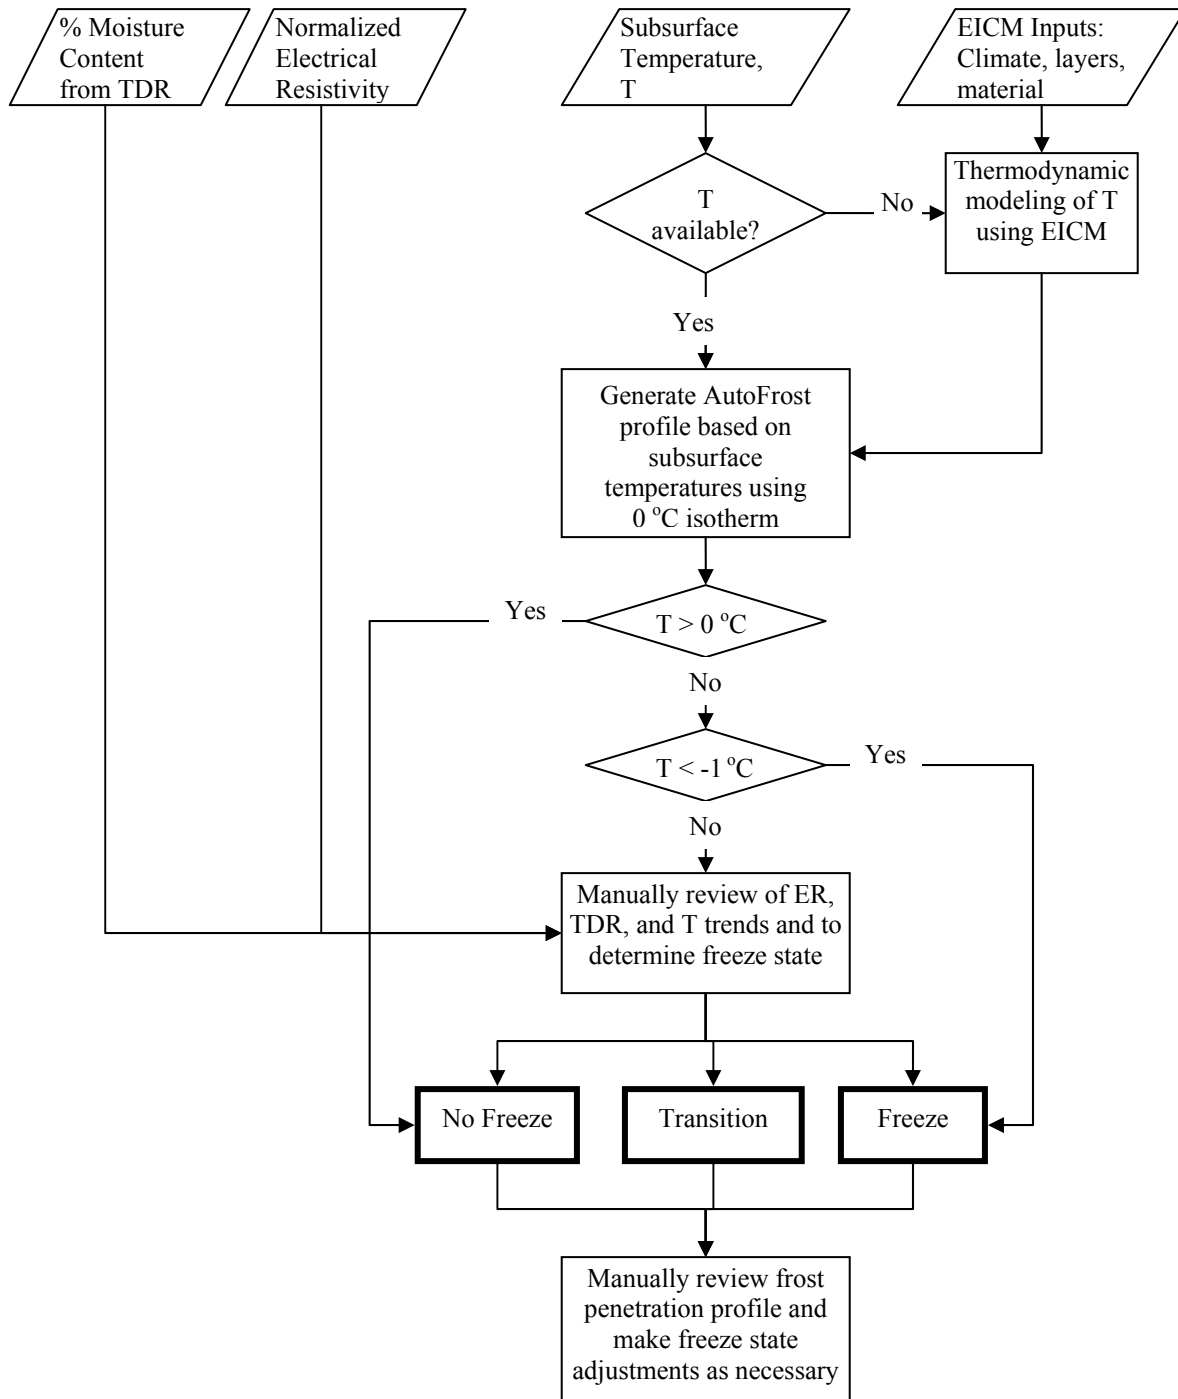 % Moisture
Content
from TDR
Normalized
Electrical
Resistivity
Subsurface
Temperature,
T
EICM Inputs:
Climate, layers,
material
T
available?
No
Thermodynamic
modeling of T
using EICM
Yes
Generate AutoFrost
profile based on
subsurface
temperatures using
0 °C isotherm
Yes
T > 0 °C
No
T < -1 °C
Yes
No
Manually review of ER,
TDR, and T trends and to
determine freeze state
No Freeze
Transition
Freeze
Manually review frost
penetration profile and
make freeze state
adjustments as necessary